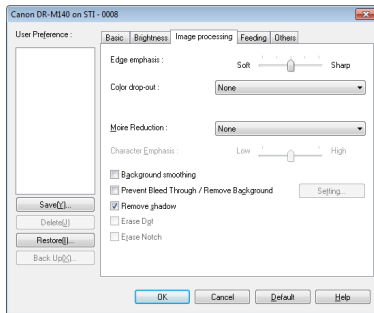 Canon DR-M140 on STI - 0008
User Preference :
Basic Brightness Image processing Feeding Others
Edge emphasis :
Soft Sharp
Color drop-out :
None
Moire Reduction :
None
Character Emphasis :
Low High
Background smoothing
Prevent Bleed Through / Remove Background
Setting...
Remove shadow
Erase Dot
Erase Notch
Save(V)...
Delete(J)
Restore(I)...
Back Up(X)...
OK Cancel Default Help